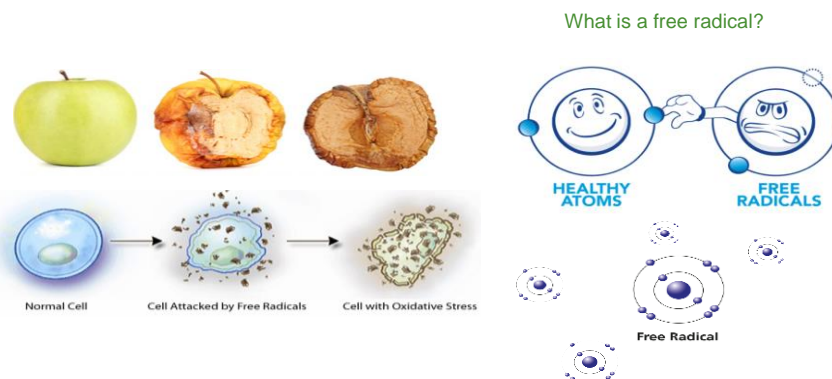 What is a free radical?
HEALTHY
ATOMS
FREE
RADICALS
Normal Cell
Cell Attacked by Free Radicals
Cell with Oxidative Stress
Free Radical